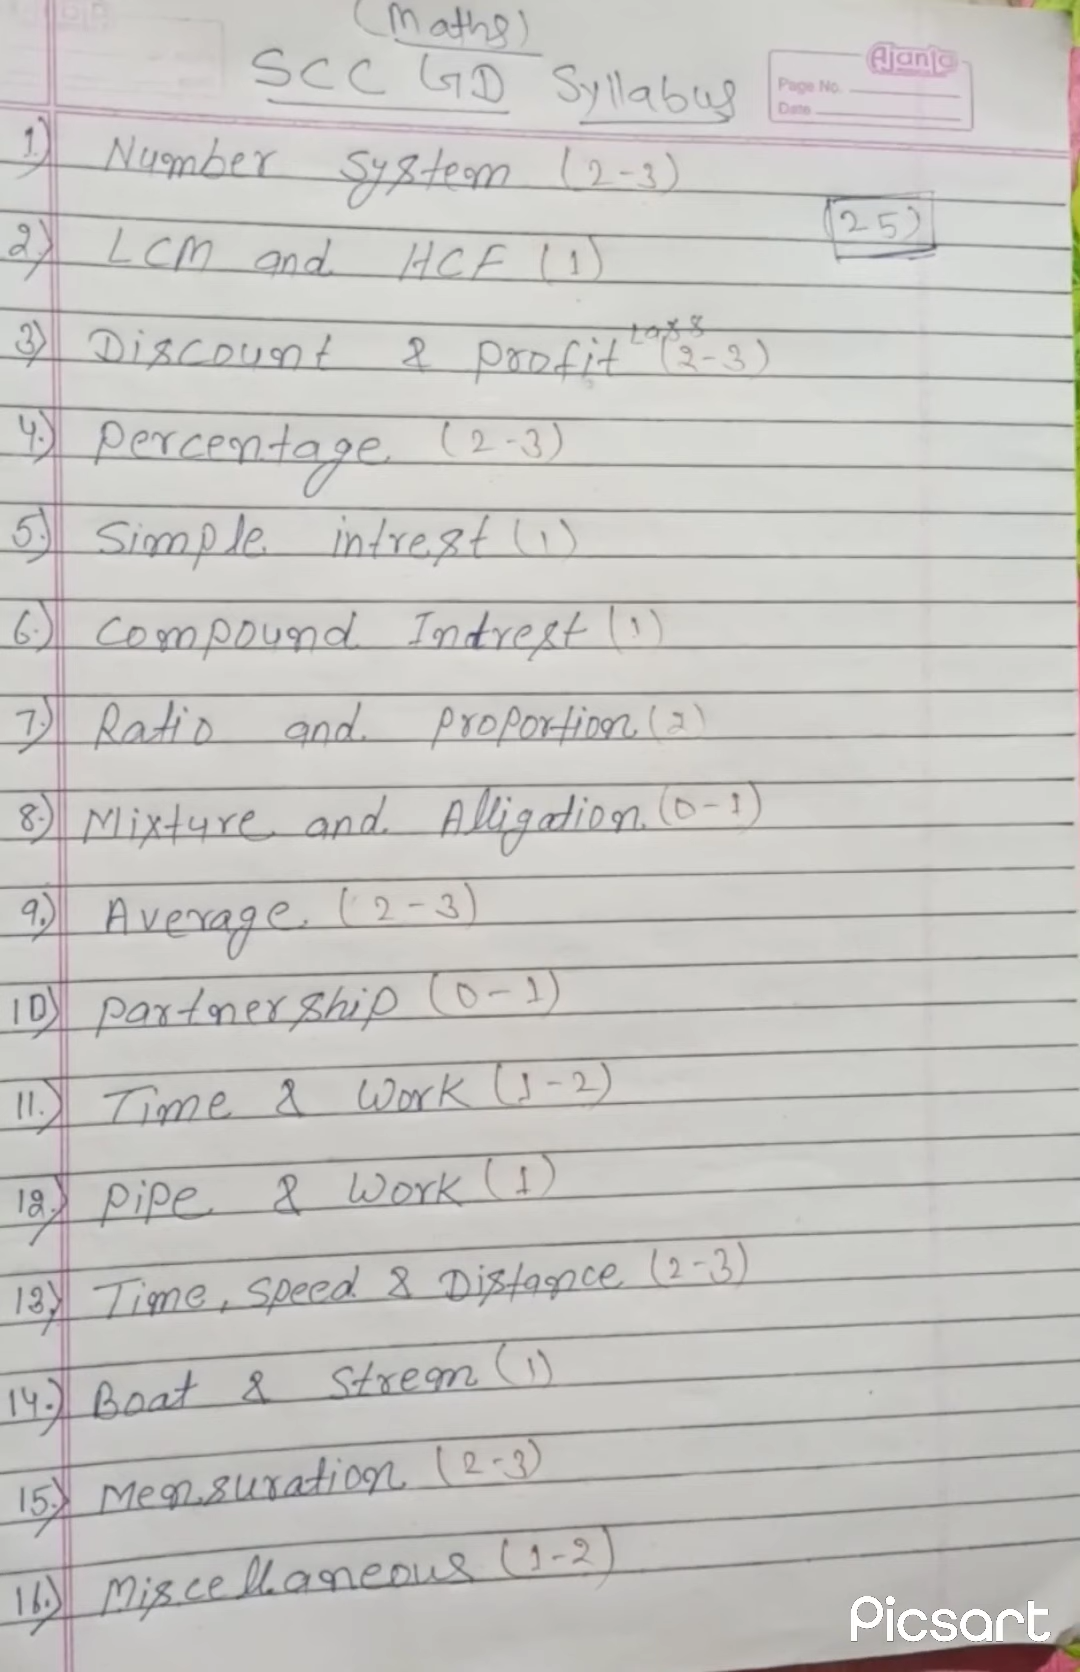 (Maths)
SCC GD Syllabus
Ajanta
Page No.
Date
1) Number System (2-3)
(25)
2) LCM and HCF (1)
3) Discount & Profit Loss (2-3)
4.) Percentage (2-3)
5.) Simple intrest (1)
6.) Compound Intrest (1)
7.) Ratio and Proportion (2)
8.) Mixture and Alligation (0-1)
9.) Average (2-3)
10) Partnership (0-1)
11.) Time & Work (1-2)
12.) Pipe & Work (1)
13) Time, Speed & Distance (2-3)
14.) Boat & Stream (1)
15.) Mensuration (2-3)
16.) Miscellaneous (1-2)
Picsart